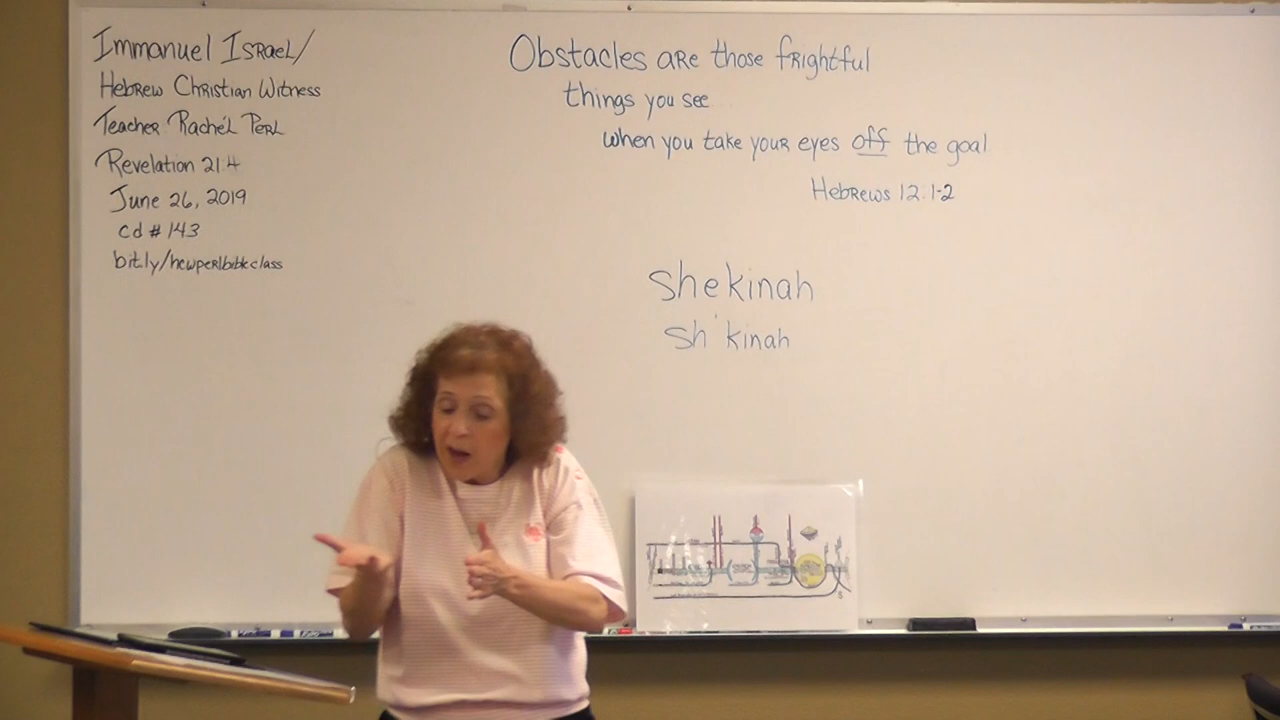 Immanuel Israel/
Hebrew Christian Witness
Teacher Rachél Perl
Revelation 21:4
June 26, 2019
cd # 143
bit.ly/newperlbibleclass
Obstacles are those frightful
things you see
when you take your eyes off the goal
Hebrews 12:1-2
shekinah
sh'kinah